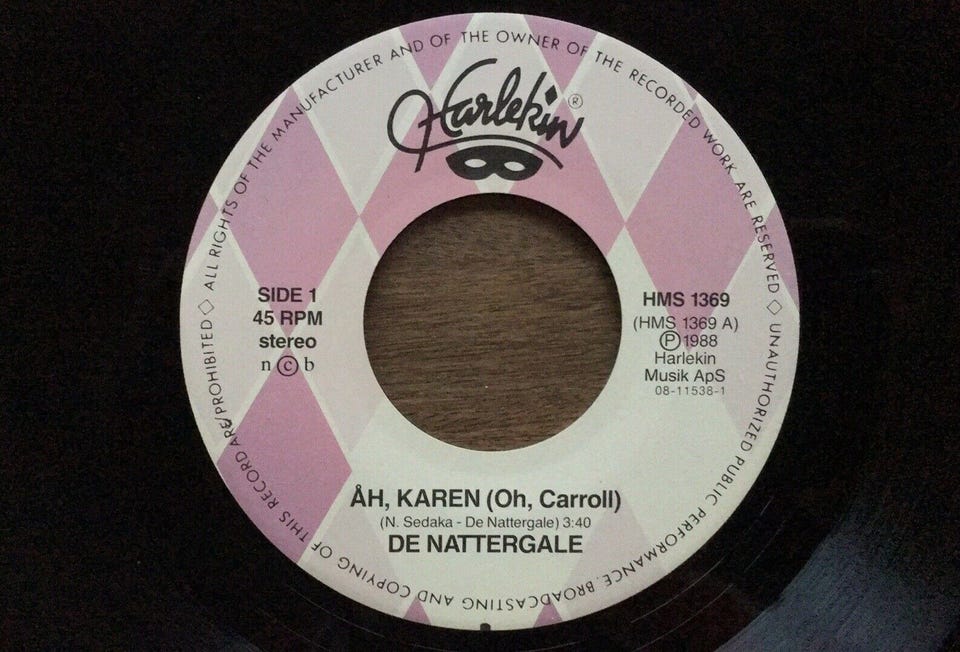 Harlekin ®
SIDE 1
45 RPM
stereo
n ⓒ b
HMS 1369
(HMS 1369 A)
Ⓟ 1988
Harlekin
Musik ApS
08-11538-1
ÅH, KAREN (Oh, Carroll)
(N. Sedaka - De Nattergale) 3:40
DE NATTERGALE
ALL RIGHTS OF THE MANUFACTURER AND OF THE OWNER OF THE RECORDED WORK ARE RESERVED ◇ UNAUTHORIZED PUBLIC PERFORMANCE. BROADCASTING AND COPYING OF THIS RECORD ARE PROHIBITED ◇